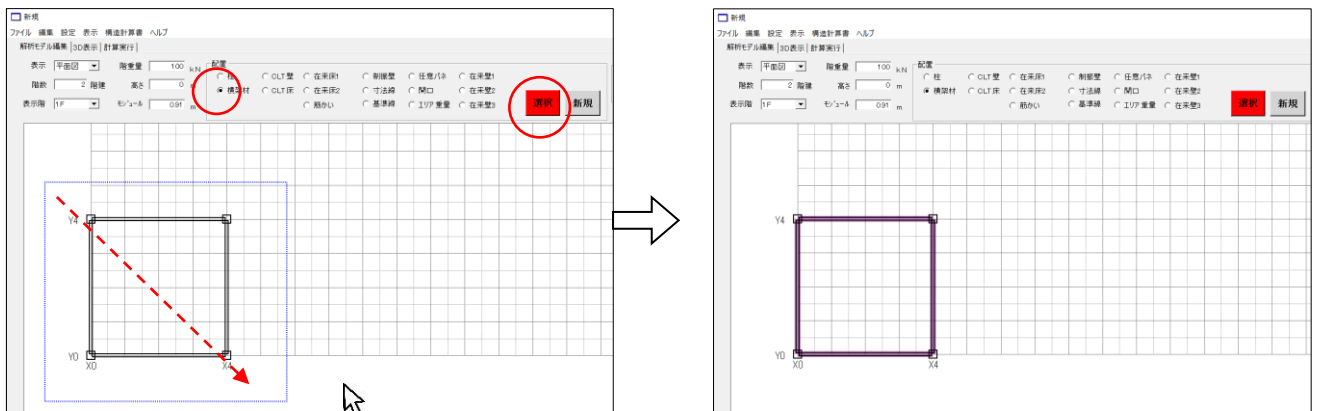 新規
ファイル 編集 設定 表示 構造計算書 ヘルプ
解析モデル編集 3D表示 計算実行
表示 平面図 階重量 100 kN
階数 2 階建 高さ 0 m
表示階 1F モジュール 0.91 m
配置
柱 CLT壁 在来床1 制振壁 任意バネ 在来壁1
横架材 CLT床 在来床2 寸法線 開口 在来壁2
筋かい 基準線 エリア重量 在来壁3
選択 新規
Y4
Y0
X0 X4
新規
ファイル 編集 設定 表示 構造計算書 ヘルプ
解析モデル編集 3D表示 計算実行
表示 平面図 階重量 100 kN
階数 2 階建 高さ 0 m
表示階 1F モジュール 0.91 m
配置
柱 CLT壁 在来床1 制振壁 任意バネ 在来壁1
横架材 CLT床 在来床2 寸法線 開口 在来壁2
筋かい 基準線 エリア重量 在来壁3
選択 新規
Y4
Y0
X0 X4